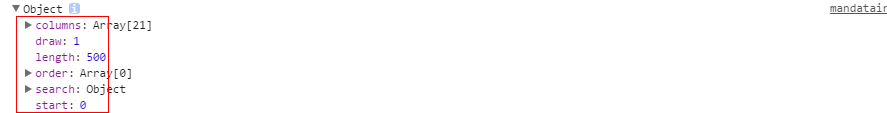 ▼Object i mandatair
▶columns: Array[21]
draw: 1
length: 500
▶order: Array[0]
▶search: Object
start: 0